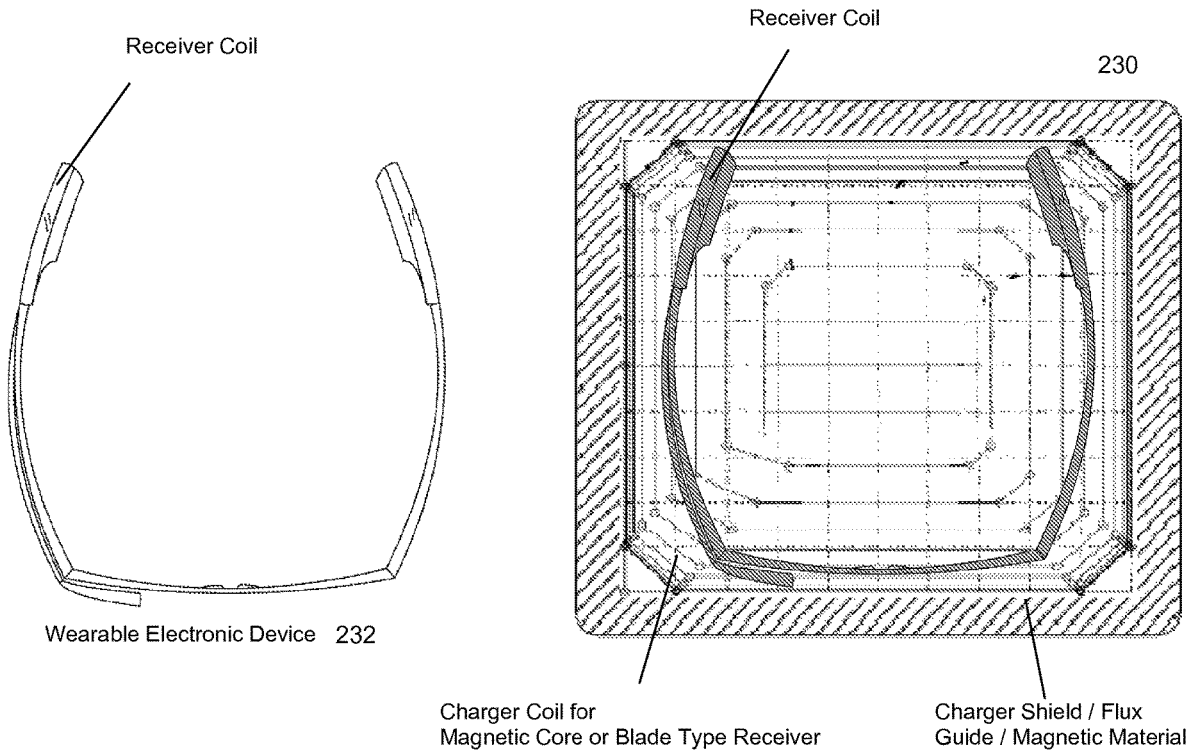 Receiver Coil
Receiver Coil
230
Wearable Electronic Device 232
Charger Coil for
Magnetic Core or Blade Type Receiver
Charger Shield / Flux
Guide / Magnetic Material